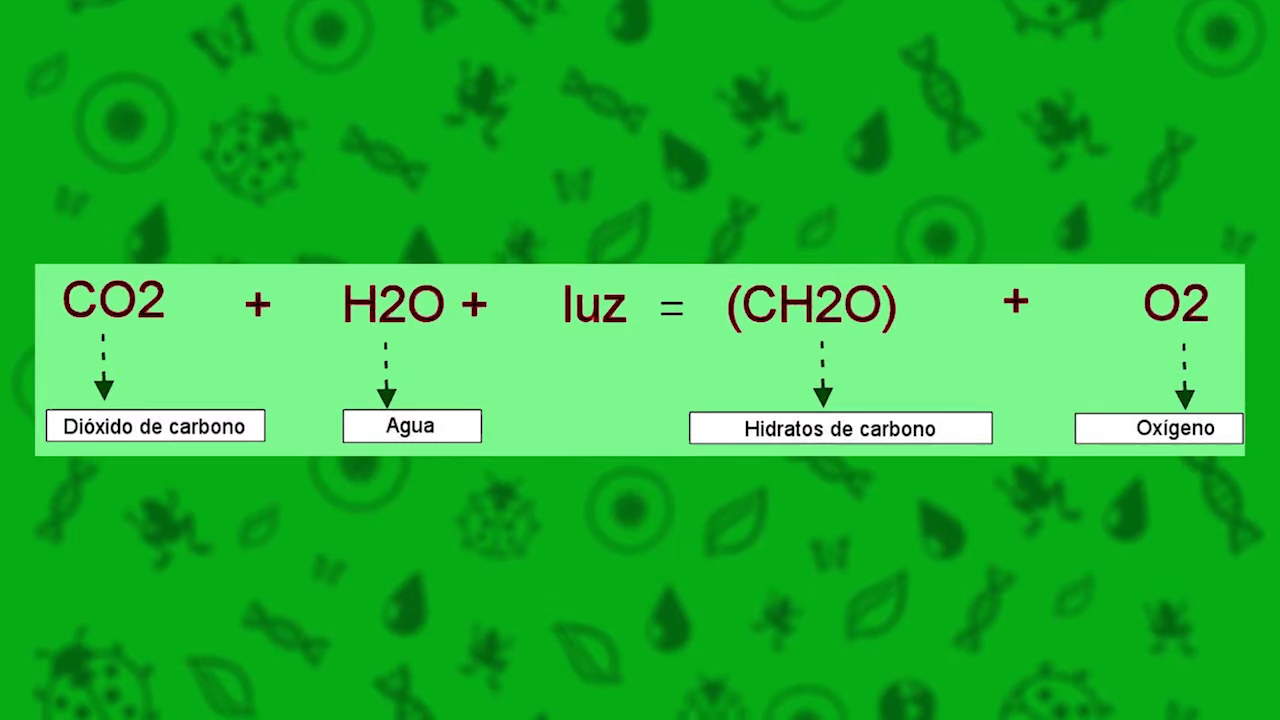 CO2 + H2O + luz = (CH2O) + O2
Dióxido de carbono Agua Hidratos de carbono Oxígeno